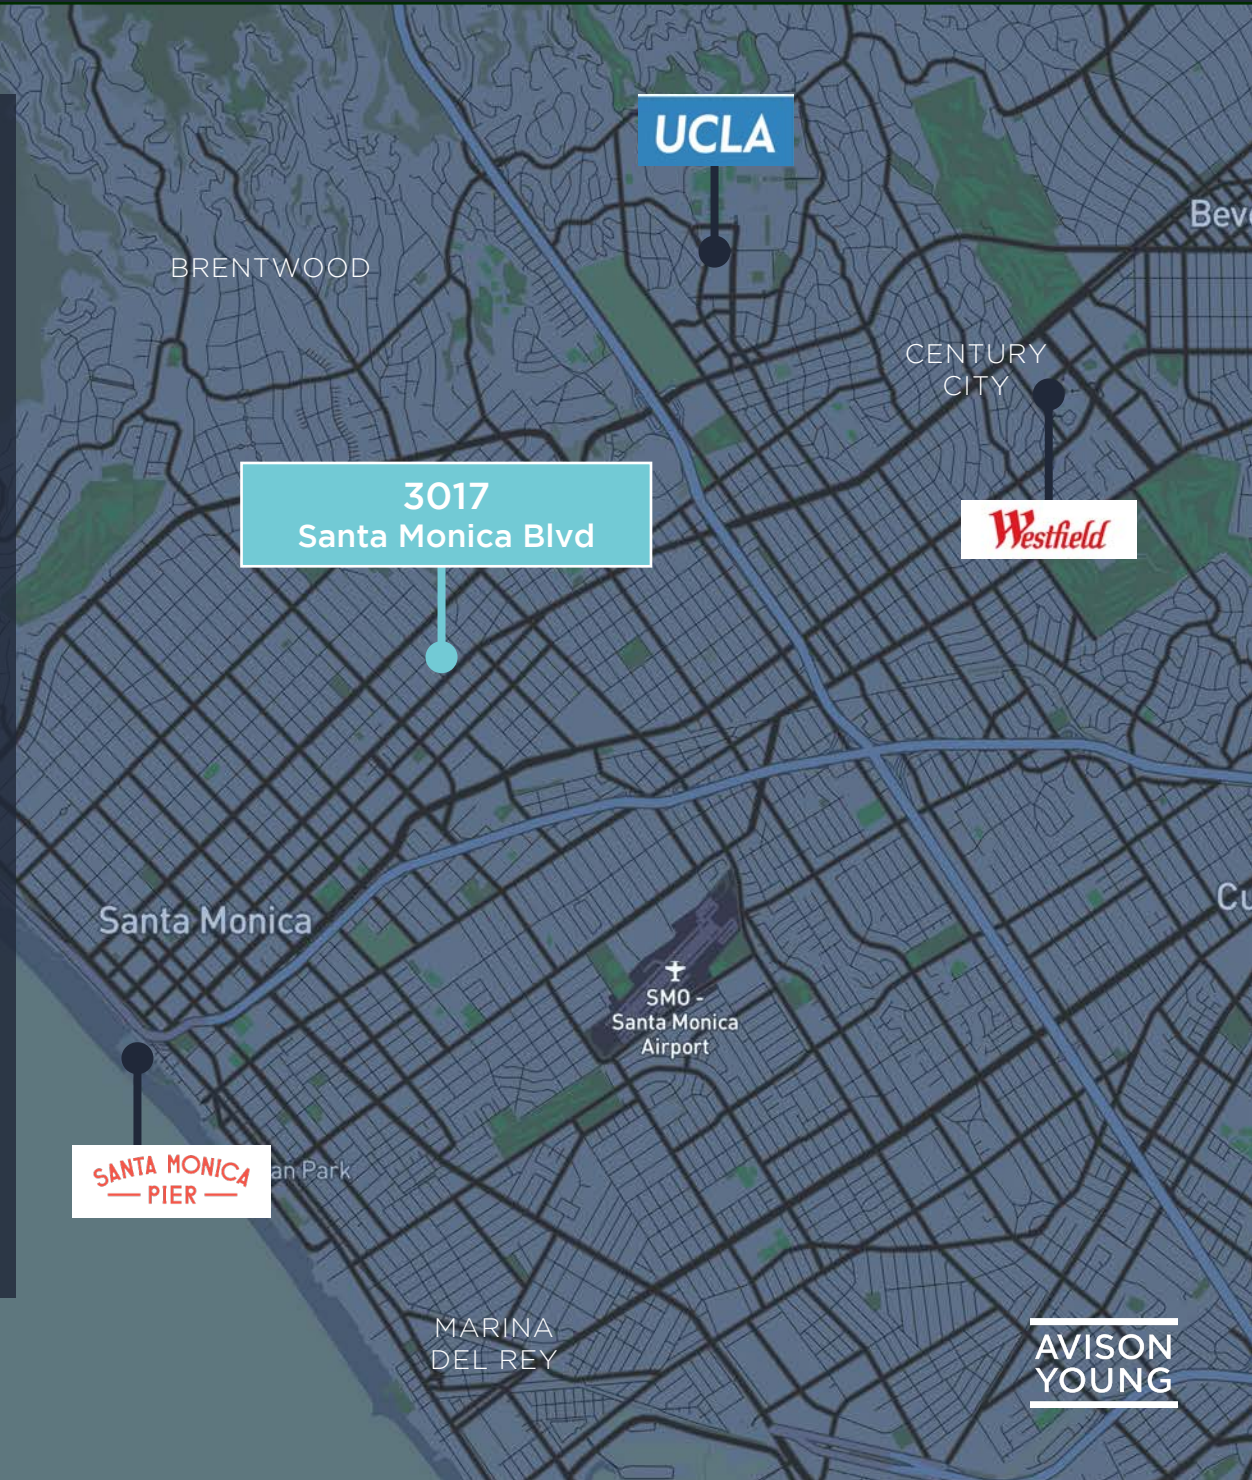 UCLA
Bev
BRENTWOOD
CENTURY
CITY
3017
Santa Monica Blvd
Westfield
Santa Monica
Cu
SMO -
Santa Monica
Airport
SANTA MONICA
PIER
an Park
MARINA
DEL REY
AVISON
YOUNG